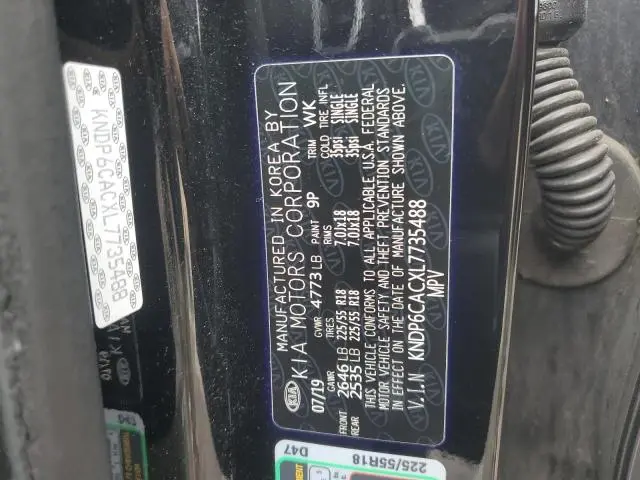 MANUFACTURED IN KOREA BY
KIA KIA MOTORS CORPORATION
07/19 GVWR 4773 LB PAINT 9P TRIM WK
GAWR TIRES RIMS COLD TIRE INFL
FRONT 2646 LB 225/55 R18 7.0Jx18 35psi SINGLE
REAR 2535 LB 225/55 R18 7.0Jx18 35psi SINGLE
THIS VEHICLE CONFORMS TO ALL APPLICABLE U.S.A. FEDERAL
MOTOR VEHICLE SAFETY AND THEFT PREVENTION STANDARDS
IN EFFECT ON THE DATE OF MANUFACTURE SHOWN ABOVE.
V.I.N KNDP6CACXL7735488
MPV
KNDP6CACXL7735488
D47
225/55R18